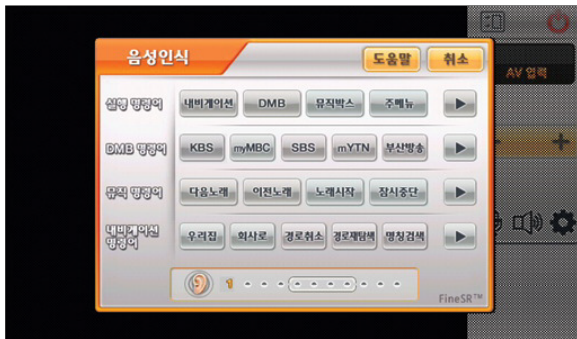 음성인식 도움말 취소
AV 입력
실행 명령어 내비게이션 DMB 뮤직박스 주메뉴
DMB 명령어 KBS myMBC SBS mYTN 부산방송
뮤직 명령어 다음노래 이전노래 노래시작 잠시중단
내비게이션
명령어 우리집 회사로 경로취소 경로재탐색 명칭검색
1
FineSR™